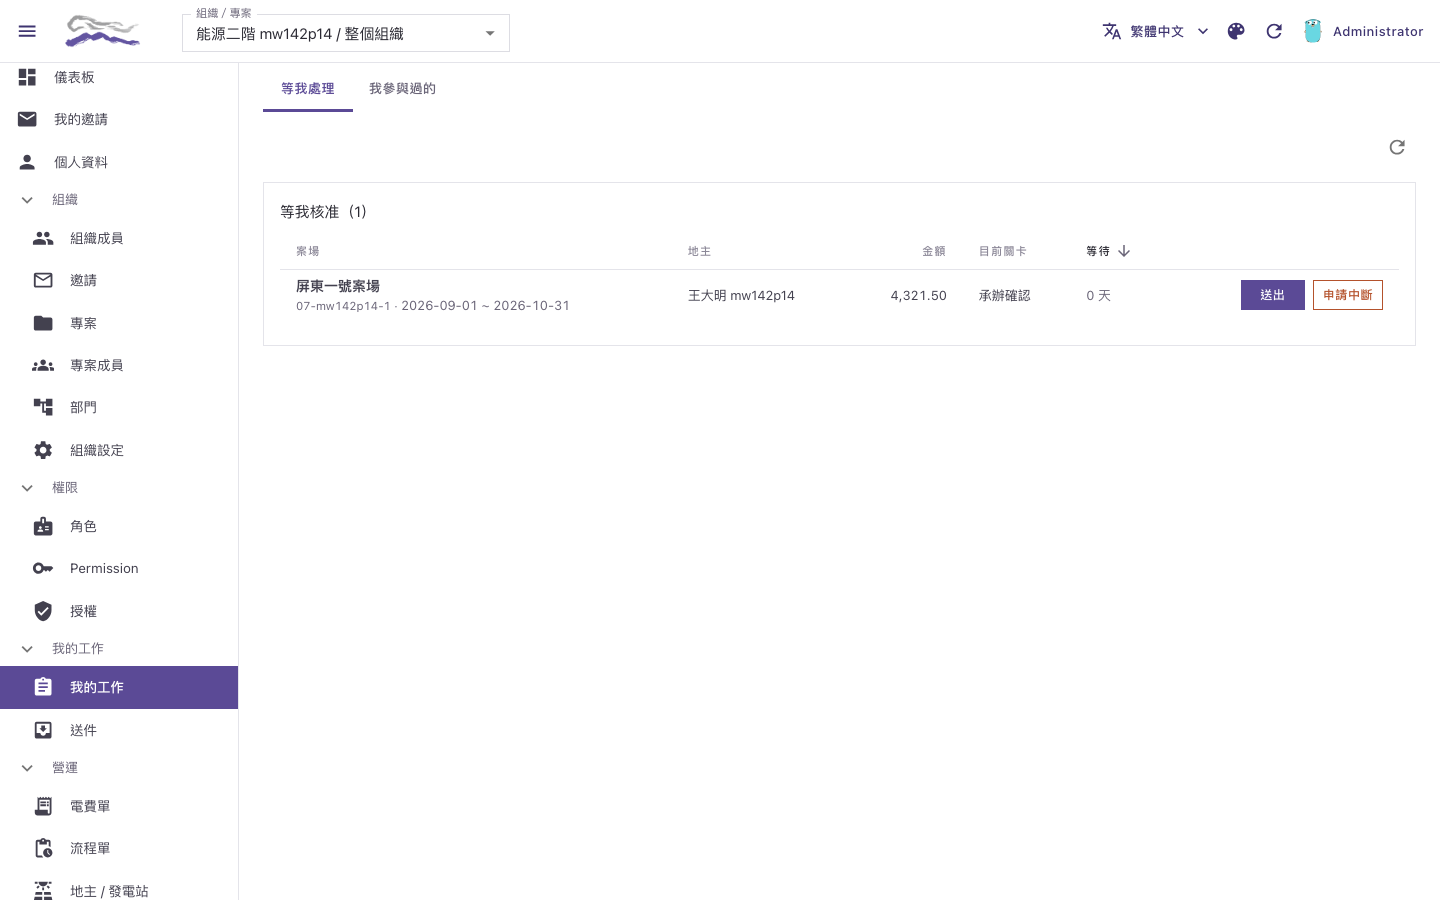 組織 / 專案
能源二階 mw142p14 / 整個組織
繁體中文
Administrator
儀表板
我的邀請
個人資料
組織
組織成員
邀請
專案
專案成員
部門
組織設定
權限
角色
Permission
授權
我的工作
我的工作
送件
營運
電費單
流程單
地主 / 發電站
等我處理
我參與過的
等我核准 (1)
案場 地主 金額 目前關卡 等待
屏東一號案場
07-mw142p14-1 · 2026-09-01 ~ 2026-10-31
王大明 mw142p14 4,321.50 承辦確認 0 天 送出 申請中斷